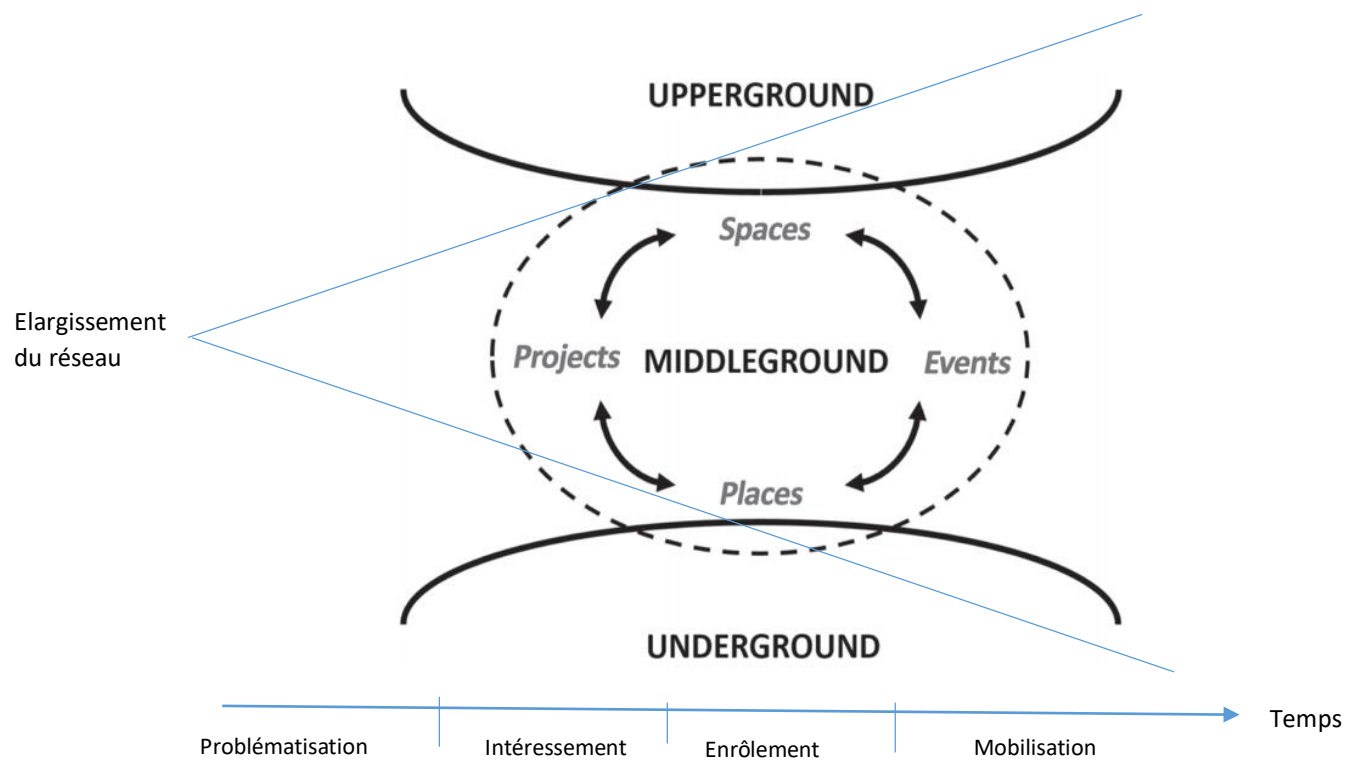 UPPERGROUND
Spaces
Elargissement
du réseau
Projects MIDDLEGROUND Events
Places
UNDERGROUND
Temps
Problématisation Intéressement Enrôlement Mobilisation